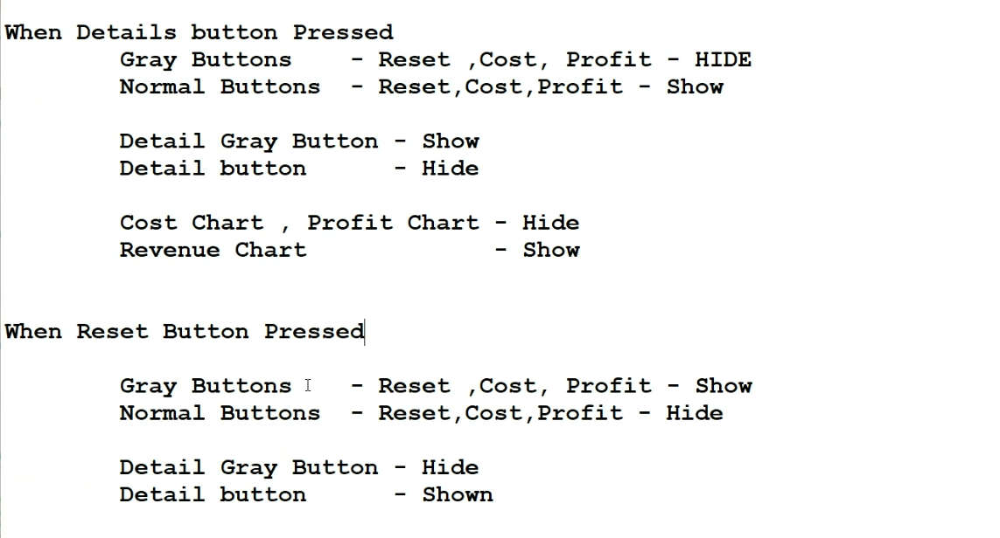 When Details button Pressed
Gray Buttons - Reset ,Cost, Profit - HIDE
Normal Buttons - Reset,Cost,Profit - Show
Detail Gray Button - Show
Detail button - Hide
Cost Chart , Profit Chart - Hide
Revenue Chart - Show
When Reset Button Pressed
Gray Buttons - Reset ,Cost, Profit - Show
Normal Buttons - Reset,Cost,Profit - Hide
Detail Gray Button - Hide
Detail button - Shown